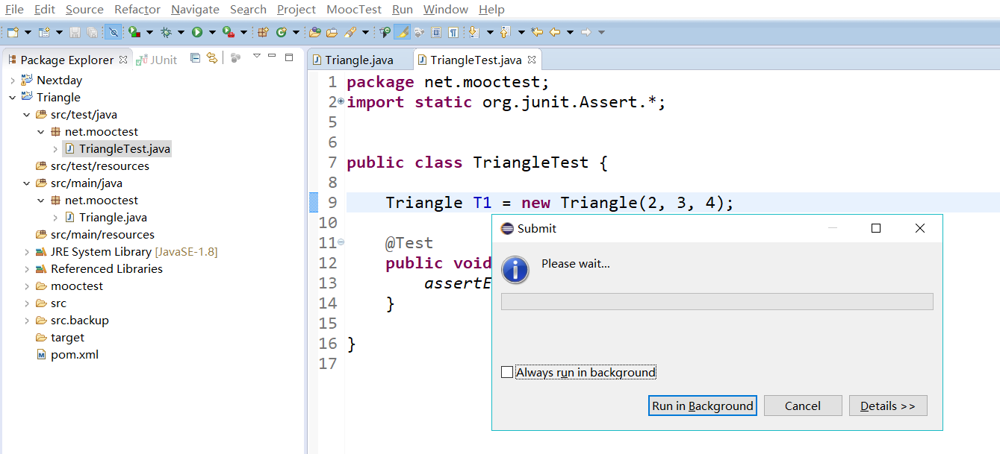 File Edit Source Refactor Navigate Search Project MoocTest Run Window Help
Package Explorer
JUnit
Nextday
Triangle
src/test/java
net.mooctest
TriangleTest.java
src/test/resources
src/main/java
net.mooctest
Triangle.java
src/main/resources
JRE System Library [JavaSE-1.8]
Referenced Libraries
mooctest
src
src.backup
target
pom.xml
Triangle.java
TriangleTest.java
1 package net.mooctest;
2 import static org.junit.Assert.*;
5
6
7 public class TriangleTest {
8
9 Triangle T1 = new Triangle(2, 3, 4);
10
11 @Test
12 public void
13 assertE
14 }
15
16 }
17
Submit
Please wait...
Always run in background
Run in Background
Cancel
Details >>